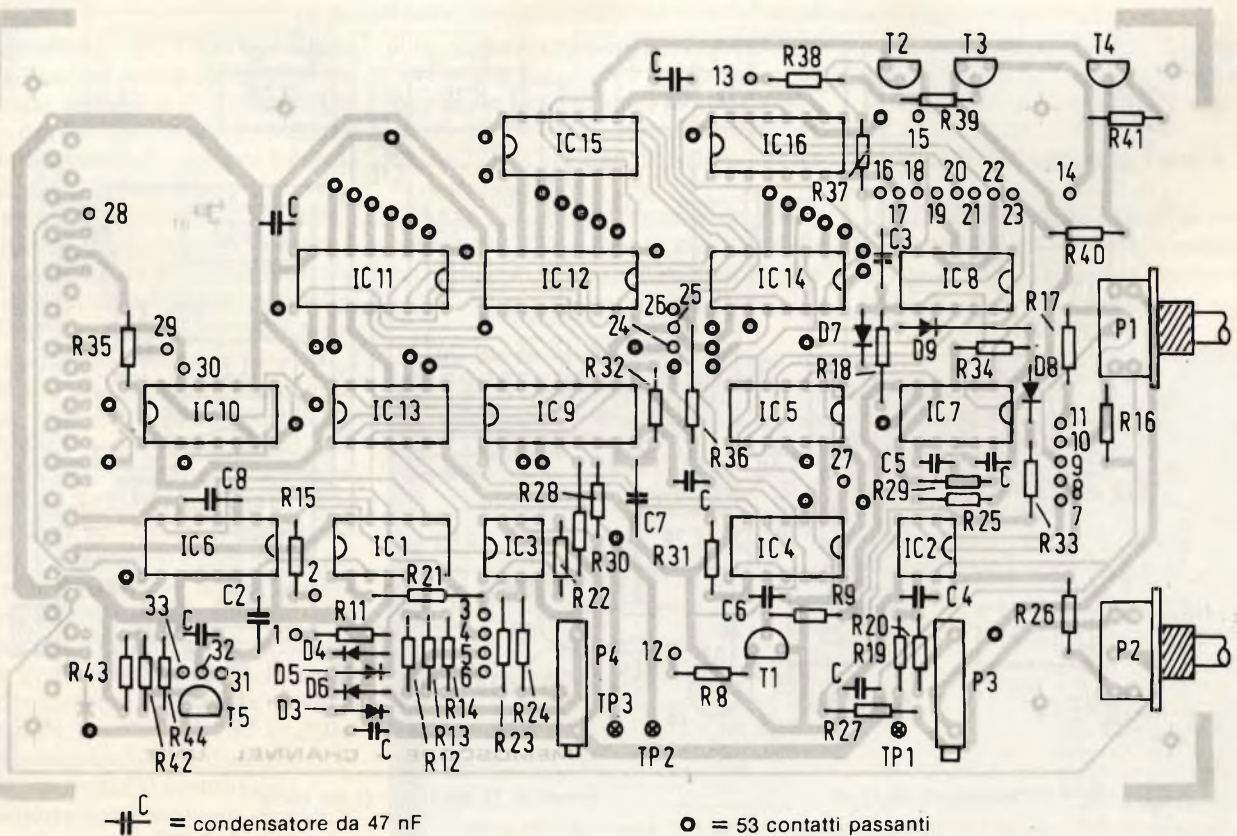 C 13 R38 T2 T3 T4
R39 15 R41
IC15 IC16 R37
16 18 20 22 14
17 19 21 23
28 C C3 R40
IC11 IC12 IC14 IC8
26 25 24
R35 29 30 R32 D7 R18 D9 R34 R17 D8 P1
IC10 IC13 IC9 R36 IC5 IC7 R16
11
10
9
8
7
C8 R15 R28 C7 C 27 C5 C R29 R25 R33
IC6 IC1 IC3 R30 R31 IC4 IC2
2 R21 R22 C6 R9 C4 R26
33 C2 C 32 1 R11 3 P2
D4 4 P4 12 T1 R20 R19 P3
R43 D5 5
31 D6 6 TP3 R8 C
T5 D3 R14 R24
R44 C R13 R23 R27
R42 R12 TP2 TP1
MEMOSCOPE CHANNEL
C = condensatore da 47 nF
= 53 contatti passanti